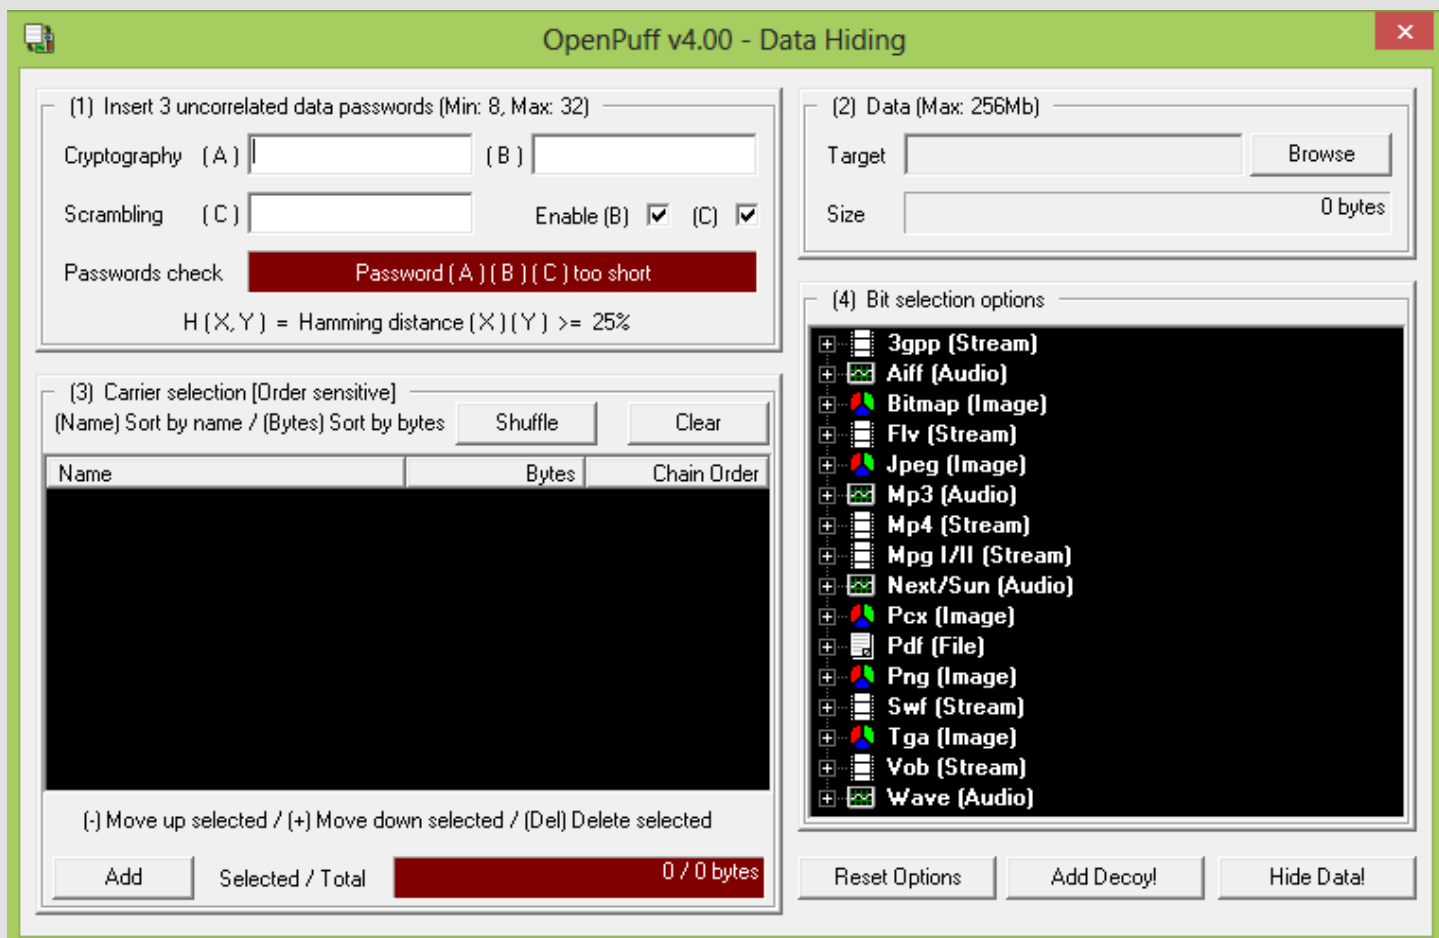 OpenPuff v4.00 - Data Hiding
(1) Insert 3 uncorrelated data passwords (Min: 8, Max: 32)
Cryptography (A) (B)
Scrambling (C) Enable (B) (C)
Passwords check Password (A) (B) (C) too short
H (X, Y) = Hamming distance (X) (Y) >= 25%
(2) Data (Max: 256Mb)
Target Browse
Size 0 bytes
(3) Carrier selection [Order sensitive]
(Name) Sort by name / (Bytes) Sort by bytes Shuffle Clear
Name Bytes Chain Order
(-) Move up selected / (+) Move down selected / (Del) Delete selected
Add Selected / Total 0 / 0 bytes
(4) Bit selection options
3gpp (Stream)
Aiff (Audio)
Bitmap (Image)
Flv (Stream)
Jpeg (Image)
Mp3 (Audio)
Mp4 (Stream)
Mpg I/II (Stream)
Next/Sun (Audio)
Pcx (Image)
Pdf (File)
Png (Image)
Swf (Stream)
Tga (Image)
Vob (Stream)
Wave (Audio)
Reset Options Add Decoy! Hide Data!